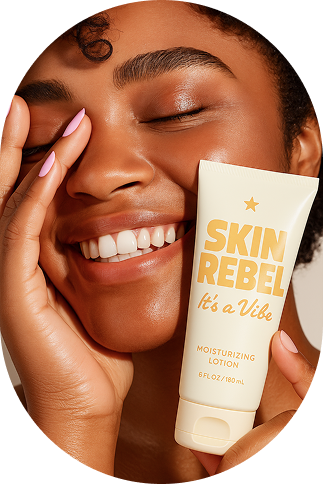 SKIN
REBEL
It's a Vibe
MOISTURIZING
LOTION
6 FL OZ / 180 mL